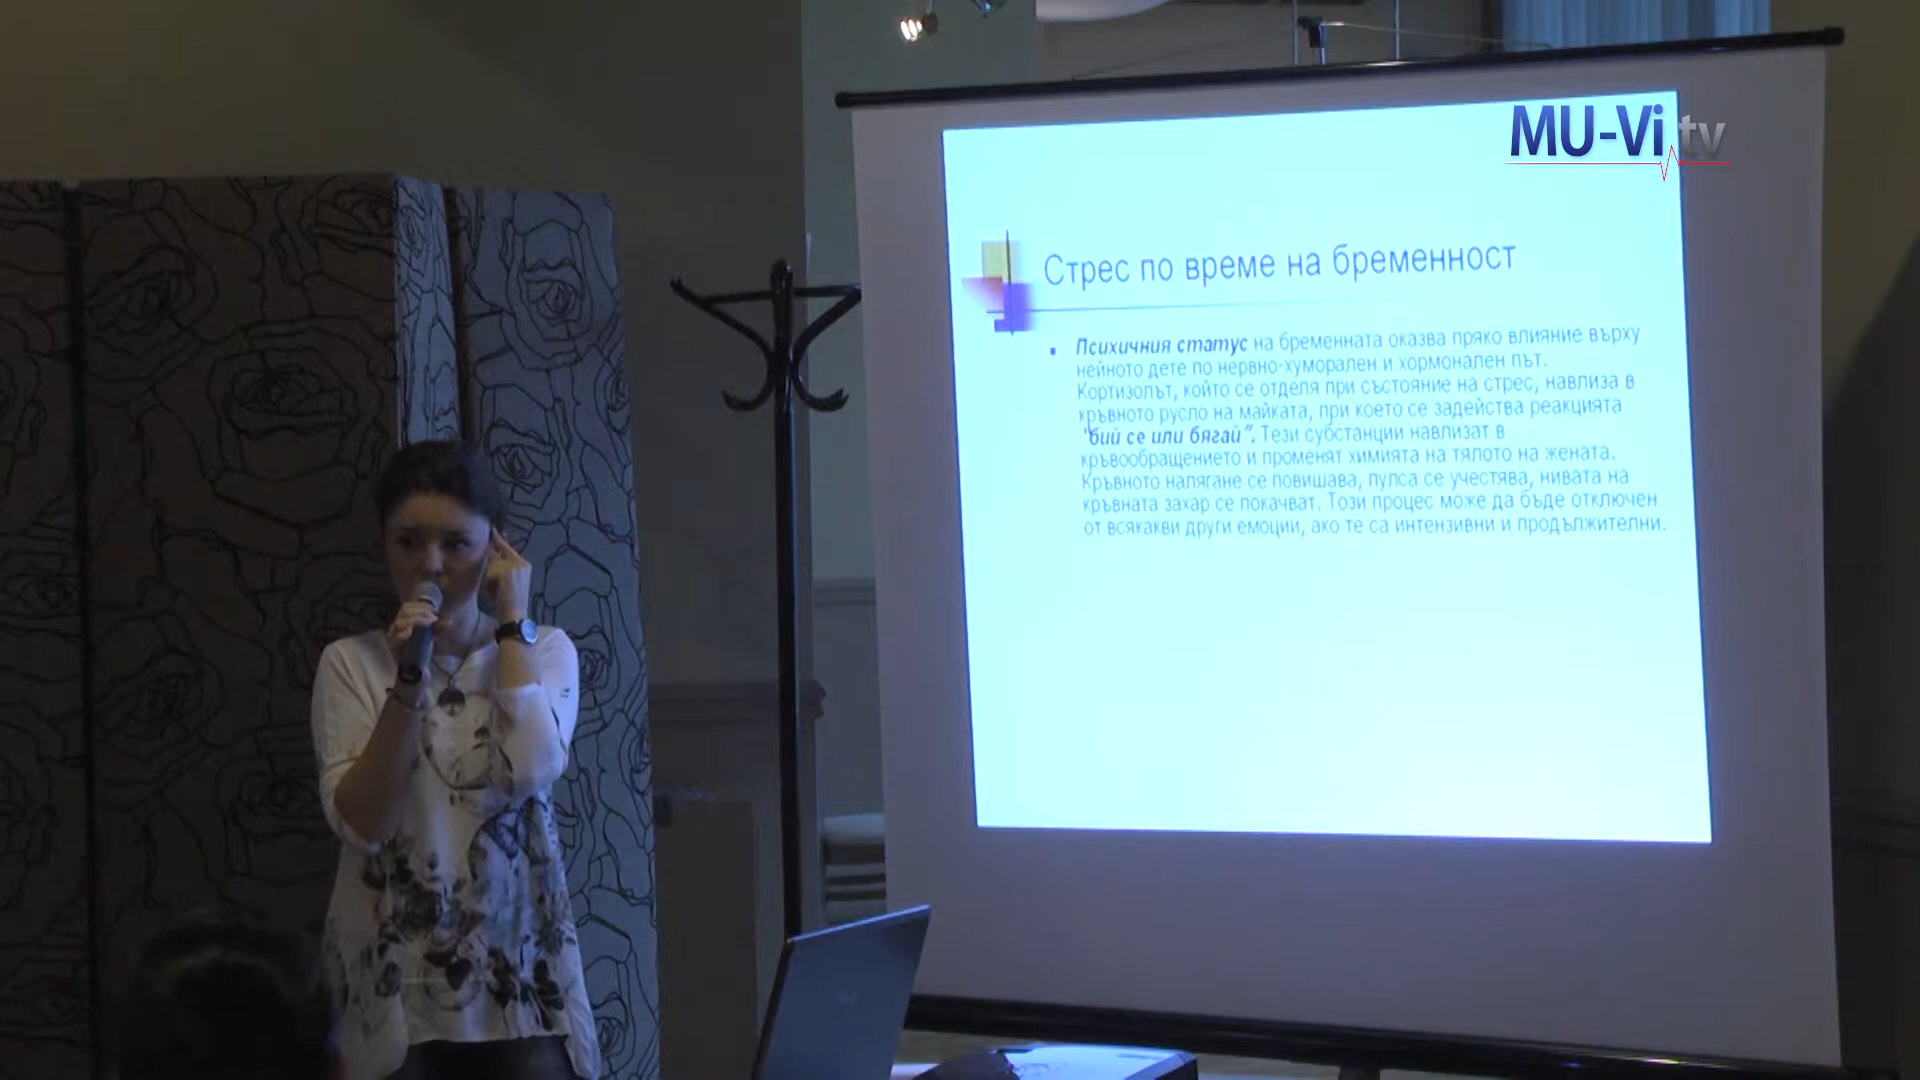 MU-Vi.tv
Стрес по време на бременност
Психичния статус на бременната оказва пряко влияние върху
нейното дете по нервно-хуморален и хормонален път.
Кортизолът, който се отделя при състояние на стрес, навлиза в
кръвното русло на майката, при което се задейства реакцията
"бий се или бягай". Тези субстанции навлизат в
кръвообращението и променят химията на тялото на жената.
Кръвното налягане се повишава, пулса се учестява, нивата на
кръвната захар се покачват. Този процес може да бъде отключен
от всякакви други емоции, ако те са интензивни и продължителни.